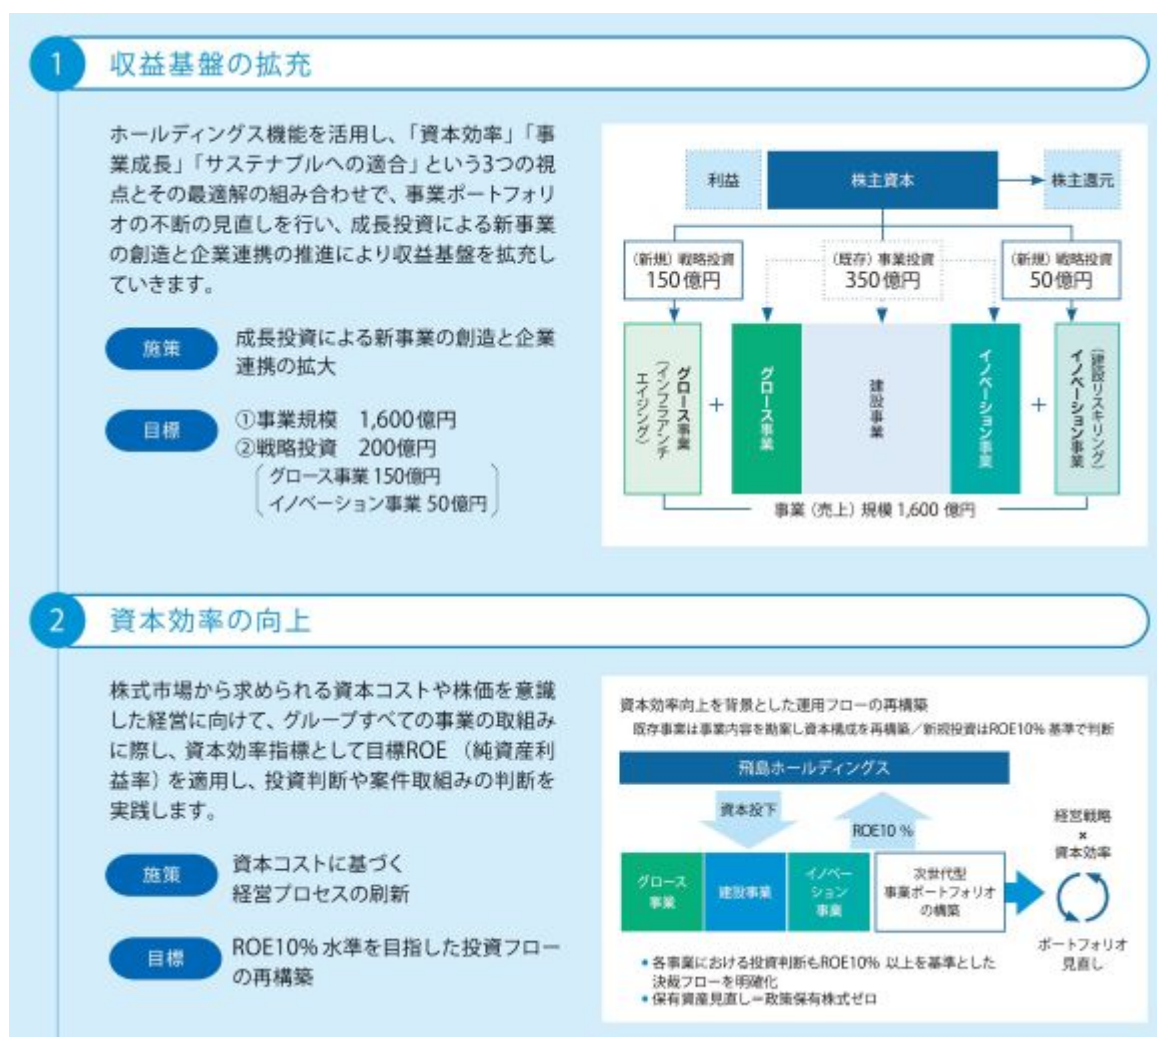 1 収益基盤の拡充
ホールディングス機能を活用し、「資本効率」「事
業成長」「サステナブルへの適合」という3つの視
点とその最適解の組み合わせで、事業ポートフォリ
オの不断の見直しを行い、成長投資による新事業
の創造と企業連携の推進により収益基盤を拡充し
ていきます。
施策
成長投資による新事業の創造と企業
連携の拡大
目標
①事業規模 1,600億円
②戦略投資 200億円
グロース事業 150億円
イノベーション事業 50億円
利益
株主資本
株主還元
(新規) 戦略投資
150億円
(既存) 事業投資
350億円
(新規) 戦略投資
50億円
グロース事業
(インフラアンチ
エイジング)
+
グロース事業
建設事業
イノベーション事業
+
(建設リスキリング)
イノベーション事業
事業 (売上) 規模 1,600 億円
2 資本効率の向上
株式市場から求められる資本コストや株価を意識
した経営に向けて、グループすべての事業の取組み
に際し、資本効率指標として目標ROE (純資産利
益率) を適用し、投資判断や案件取組みの判断を
実践します。
施策
資本コストに基づく
経営プロセスの刷新
目標
ROE10% 水準を目指した投資フロー
の再構築
資本効率向上を背景とした運用フローの再構築
既存事業は事業内容を勘案し資本構成を再構築/新規投資はROE10% 基準で判断
飛島ホールディングス
資本投下
ROE10 %
グロース
事業
建設事業
イノベー
ション
事業
次世代型
事業ポートフォリオ
の構築
経営戦略
×
資本効率
ポートフォリオ
見直し
• 各事業における投資判断もROE10% 以上を基準とした
決裁フローを明確化
• 保有資産見直し=政策保有株式ゼロ